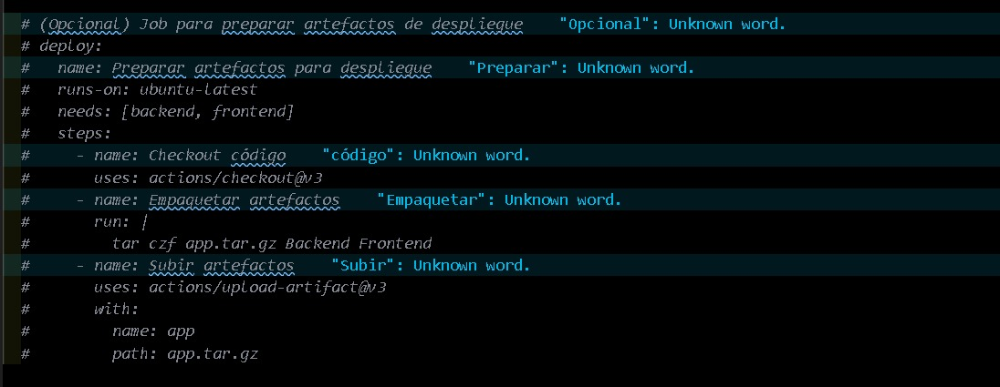 # (Opcional) Job para preparar artefactos de despliegue    "Opcional": Unknown word.
# deploy:
#   name: Preparar artefactos para despliegue    "Preparar": Unknown word.
#   runs-on: ubuntu-latest
#   needs: [backend, frontend]
#   steps:
#     - name: Checkout código    "código": Unknown word.
#       uses: actions/checkout@v3
#     - name: Empaquetar artefactos    "Empaquetar": Unknown word.
#       run: |
#         tar czf app.tar.gz Backend Frontend
#     - name: Subir artefactos    "Subir": Unknown word.
#       uses: actions/upload-artifact@v3
#       with:
#         name: app
#         path: app.tar.gz